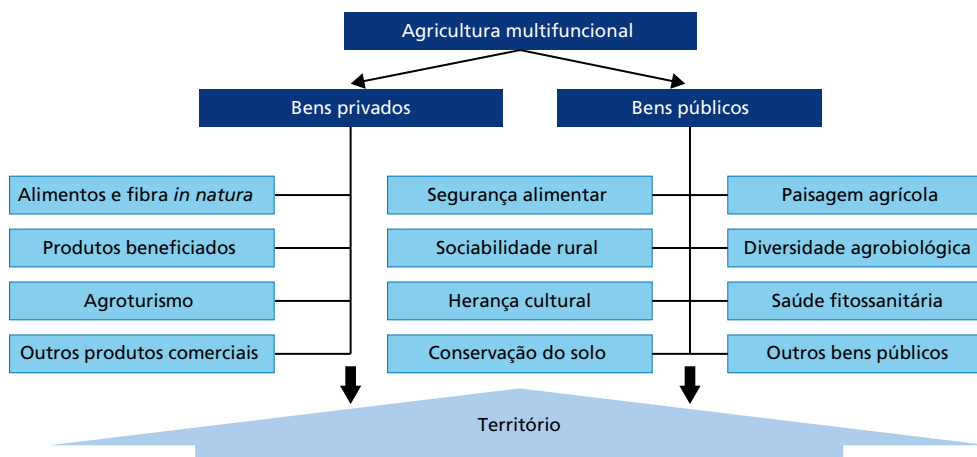 Agricultura multifuncional
Bens privados
Bens públicos
Alimentos e fibra in natura
Segurança alimentar
Paisagem agrícola
Produtos beneficiados
Sociabilidade rural
Diversidade agrobiológica
Agroturismo
Herança cultural
Saúde fitossanitária
Outros produtos comerciais
Conservação do solo
Outros bens públicos
Território